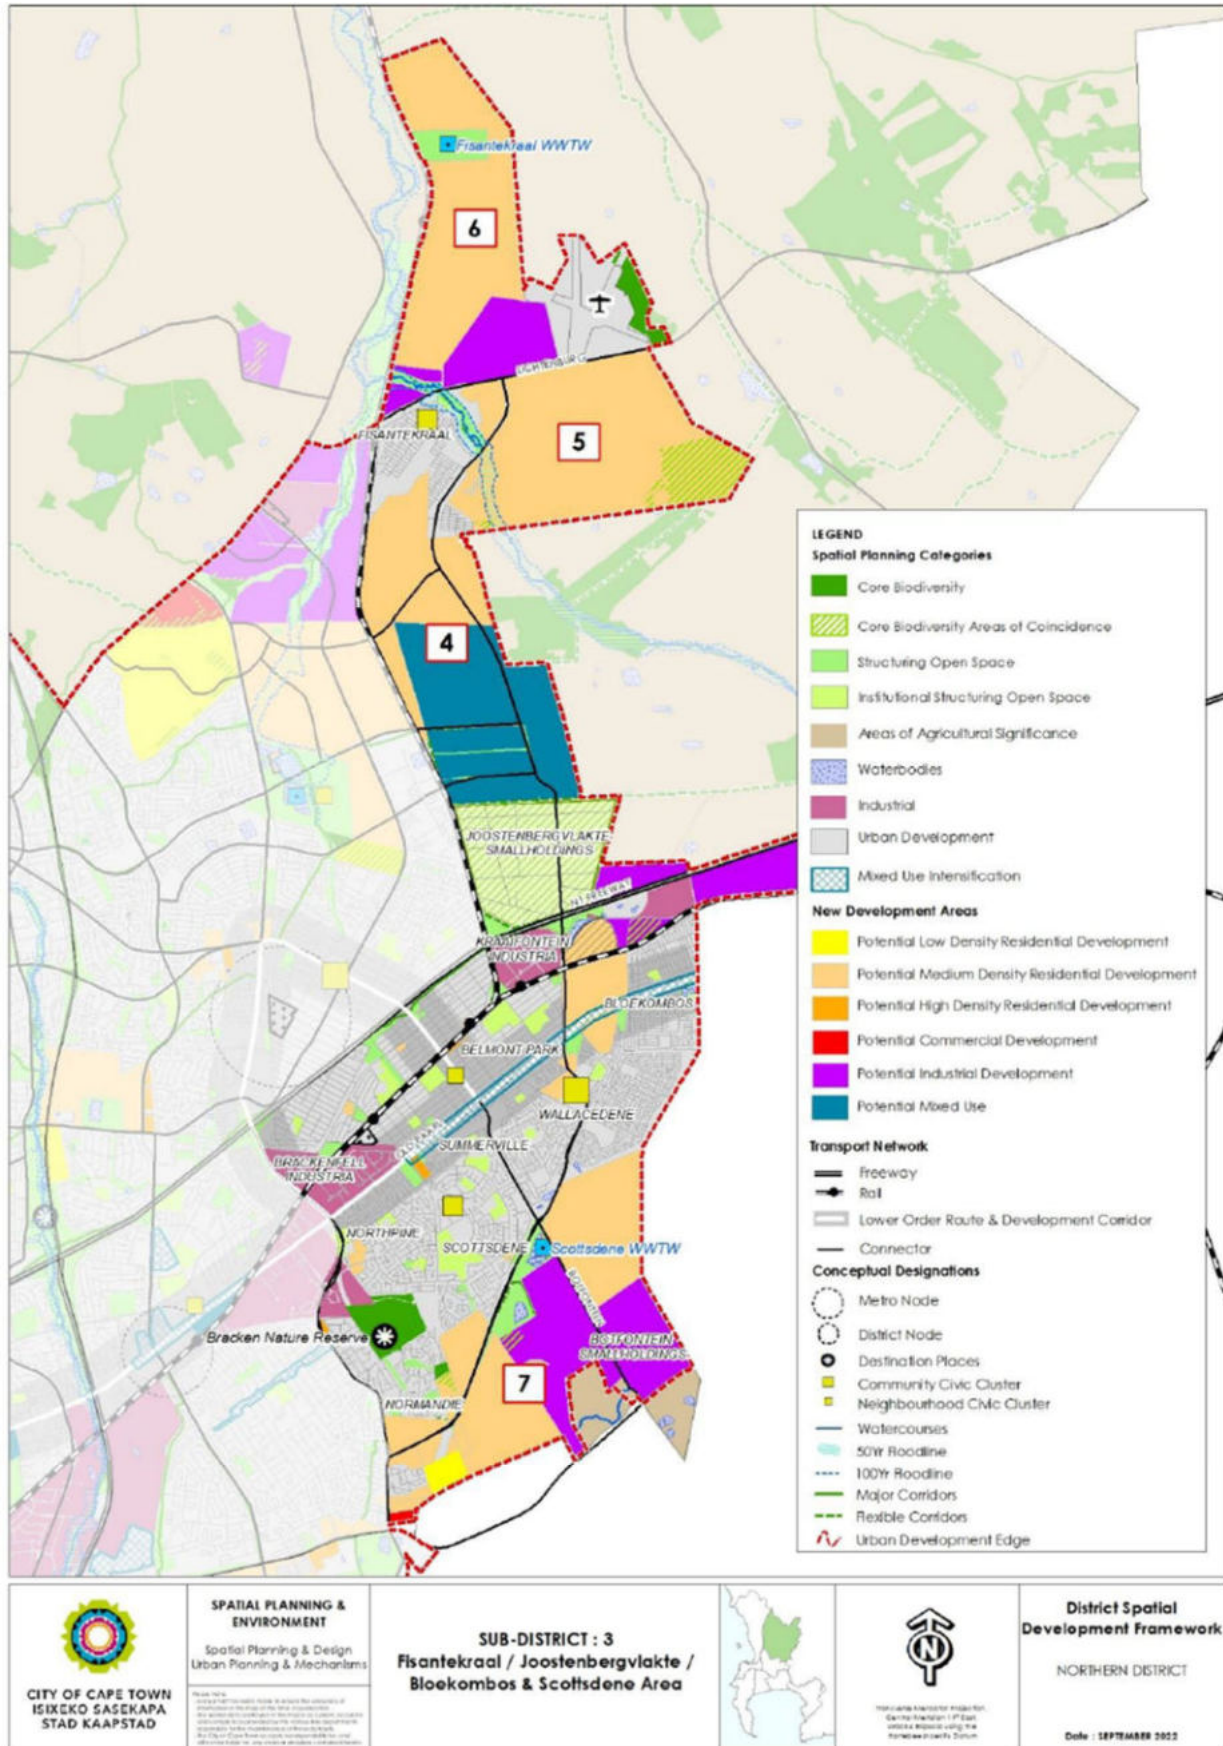 Fisantekraal WWTW
6
LICHTENBURG
5
FISANTEKRAAL
4
JOOSTENBERGVLAKTE
SMALLHOLDINGS
N1 FREEWAY
KRAAIFONTEIN
INDUSTRIA
BLOEKOMBOS
BELMONT PARK
WALLACEDENE
OLD PAARL
SUMMERVILLE
BRACKENFELL
INDUSTRIA
NORTHPINE
SCOTTSDENE
Scottsdene WWTW
BOTFONTEIN
Bracken Nature Reserve
BOTFONTEIN
SMALLHOLDINGS
7
NORMANDIE
LEGEND
Spatial Planning Categories
Core Biodiversity
Core Biodiversity Areas of Coincidence
Structuring Open Space
Institutional Structuring Open Space
Areas of Agricultural Significance
Waterbodies
Industrial
Urban Development
Mixed Use Intensification
New Development Areas
Potential Low Density Residential Development
Potential Medium Density Residential Development
Potential High Density Residential Development
Potential Commercial Development
Potential Industrial Development
Potential Mixed Use
Transport Network
Freeway
Rail
Lower Order Route & Development Corridor
Connector
Conceptual Designations
Metro Node
District Node
Destination Places
Community Civic Cluster
Neighbourhood Civic Cluster
Watercourses
50Yr Floodline
100Yr Floodline
Major Corridors
Flexible Corridors
Urban Development Edge
CITY OF CAPE TOWN
ISIXEKO SASEKAPA
STAD KAAPSTAD
SPATIAL PLANNING &
ENVIRONMENT
Spatial Planning & Design
Urban Planning & Mechanisms
SUB-DISTRICT : 3
Fisantekraal / Joostenbergvlakte /
Bloekombos & Scottsdene Area
N
District Spatial
Development Framework
NORTHERN DISTRICT
Date : SEPTEMBER 2022